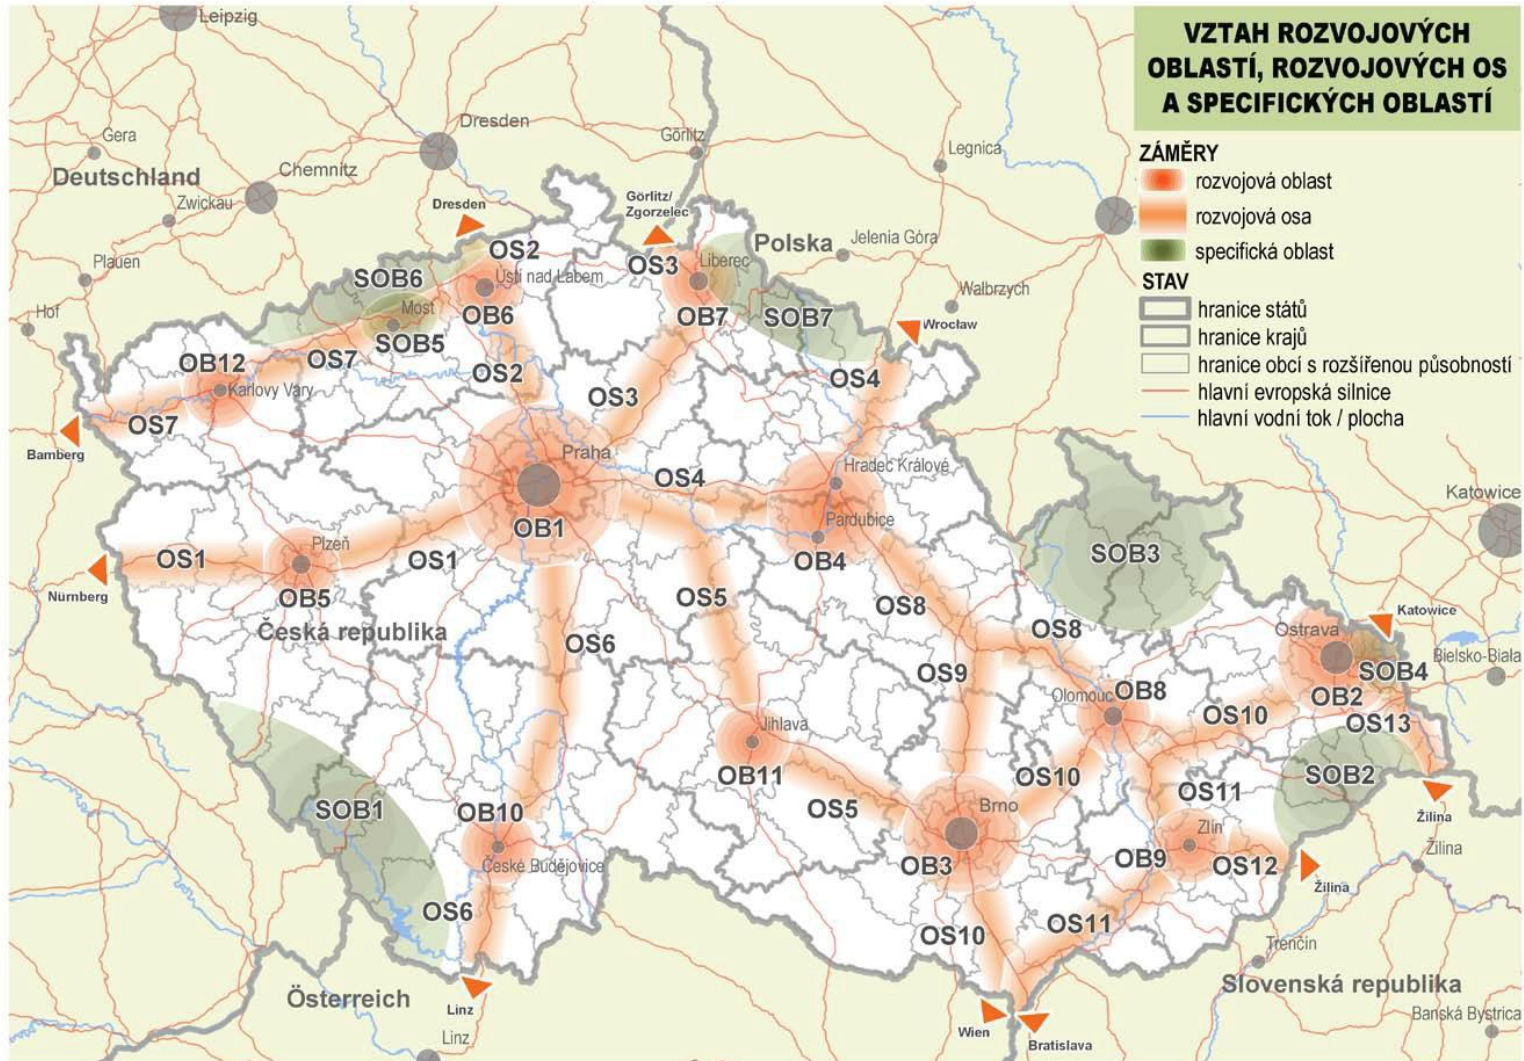 VZTAH ROZVOJOVÝCH
OBLASTÍ, ROZVOJOVÝCH OS
A SPECIFICKÝCH OBLASTÍ
ZÁMĚRY
rozvojová oblast
rozvojová osa
specifická oblast
STAV
hranice států
hranice krajů
hranice obcí s rozšířenou působností
hlavní evropská silnice
hlavní vodní tok / plocha
Leipzig
Dresden
Görlitz
Legnica
Gera
Deutschland
Chemnitz
Zwickau
Dresden
Görlitz/
Zgorzelec
Polska
Jelenia Góra
Plauen
Hof
Wałbrzych
Wrocław
OS2
OS3
Liberec
SOB6
Ústí nad Labem
Most
OB6
OB7
SOB7
SOB5
OB12
OS7
OS2
OS4
Karlovy Vary
OS3
OS7
Bamberg
Praha
OS4
Hradec Králové
Katowice
OB1
Pardubice
Plzeň
OS1
OS1
OB4
SOB3
Nürnberg
OB5
OS5
OS8
Katowice
Česká republika
OS6
OS8
Ostrava
Bielsko-Biala
OS9
SOB4
Olomouc
OB8
OB2
OS10
OS13
Jihlava
OB11
OS10
SOB2
OS11
SOB1
OB10
OS5
Brno
Žilina
Zlín
České Budějovice
OB3
OB9
OS12
Žilina
Žilina
OS6
OS10
OS11
Trenčín
Slovenská republika
Österreich
Linz
Linz
Wien
Bratislava
Banská Bystrica